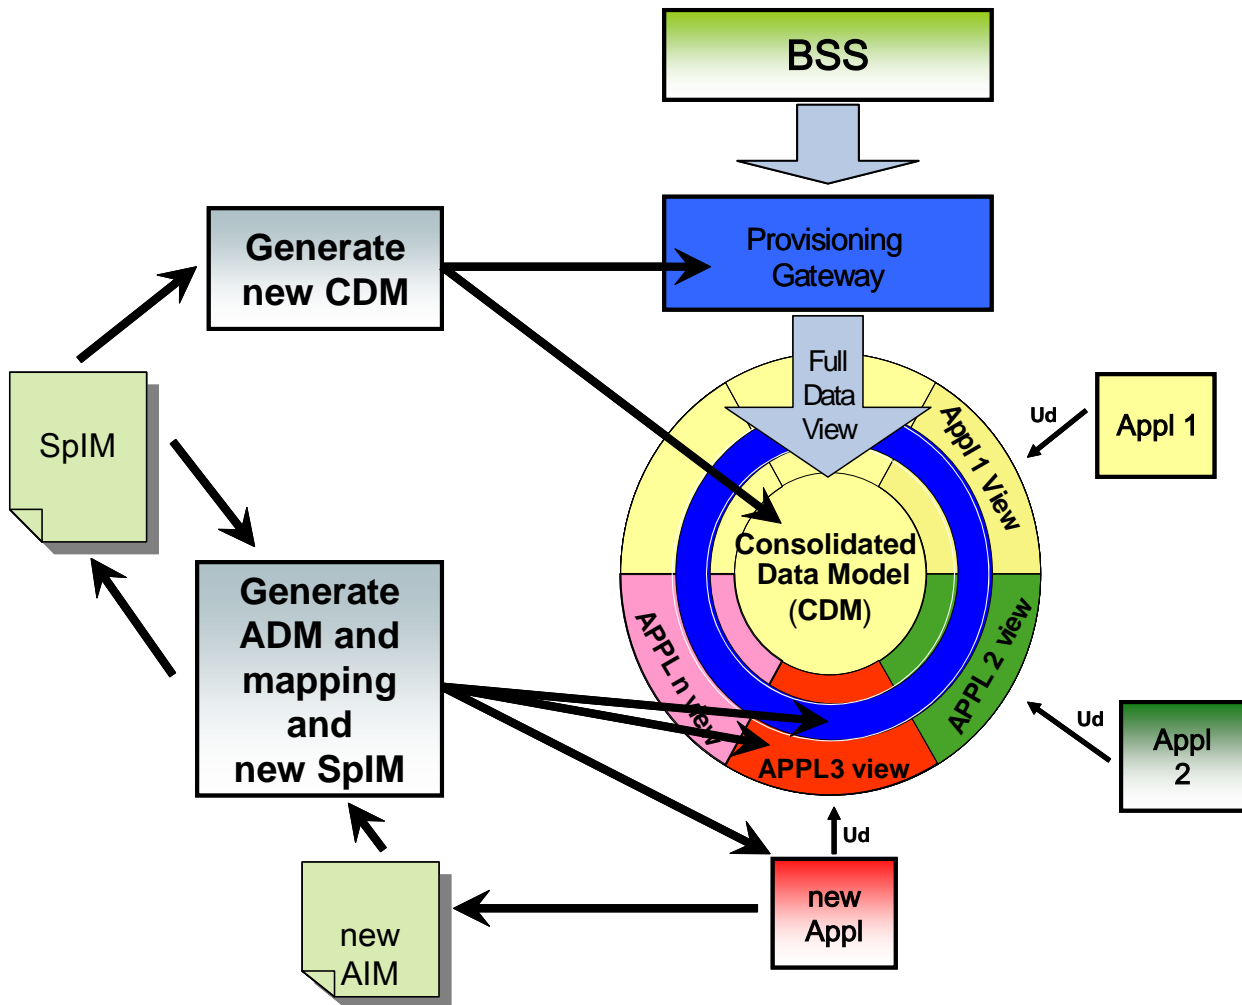 BSS
Provisioning
Gateway
Generate
new CDM
Full
Data
View
SpIM
Appl 1 View
Ud
Appl 1
Consolidated
Data Model
(CDM)
Generate
ADM and
mapping
and
new SpIM
APPL n view
APPL 2 view
APPL3 view
Ud
Appl
2
Ud
new
Appl
new
AIM